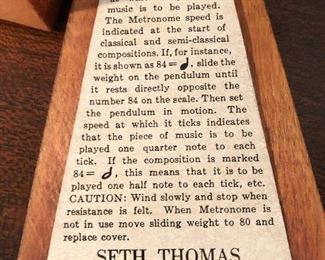 at which the piece of
music is to be played.
The Metronome speed is
indicated at the start of
classical and semi-classical
compositions. If, for instance,
it is shown as 84=♩, slide the
weight on the pendulum until
it rests directly opposite the
number 84 on the scale. Then set
the pendulum in motion. The
speed at which it ticks indicates
that the piece of music is to be
played one quarter note to each
tick. If the composition is marked
84=𝅗𝅥, this means that it is to be
played one half note to each tick, etc.
CAUTION: Wind slowly and stop when
resistance is felt. When Metronome is
not in use move sliding weight to 80 and
replace cover.
SETH THOMAS